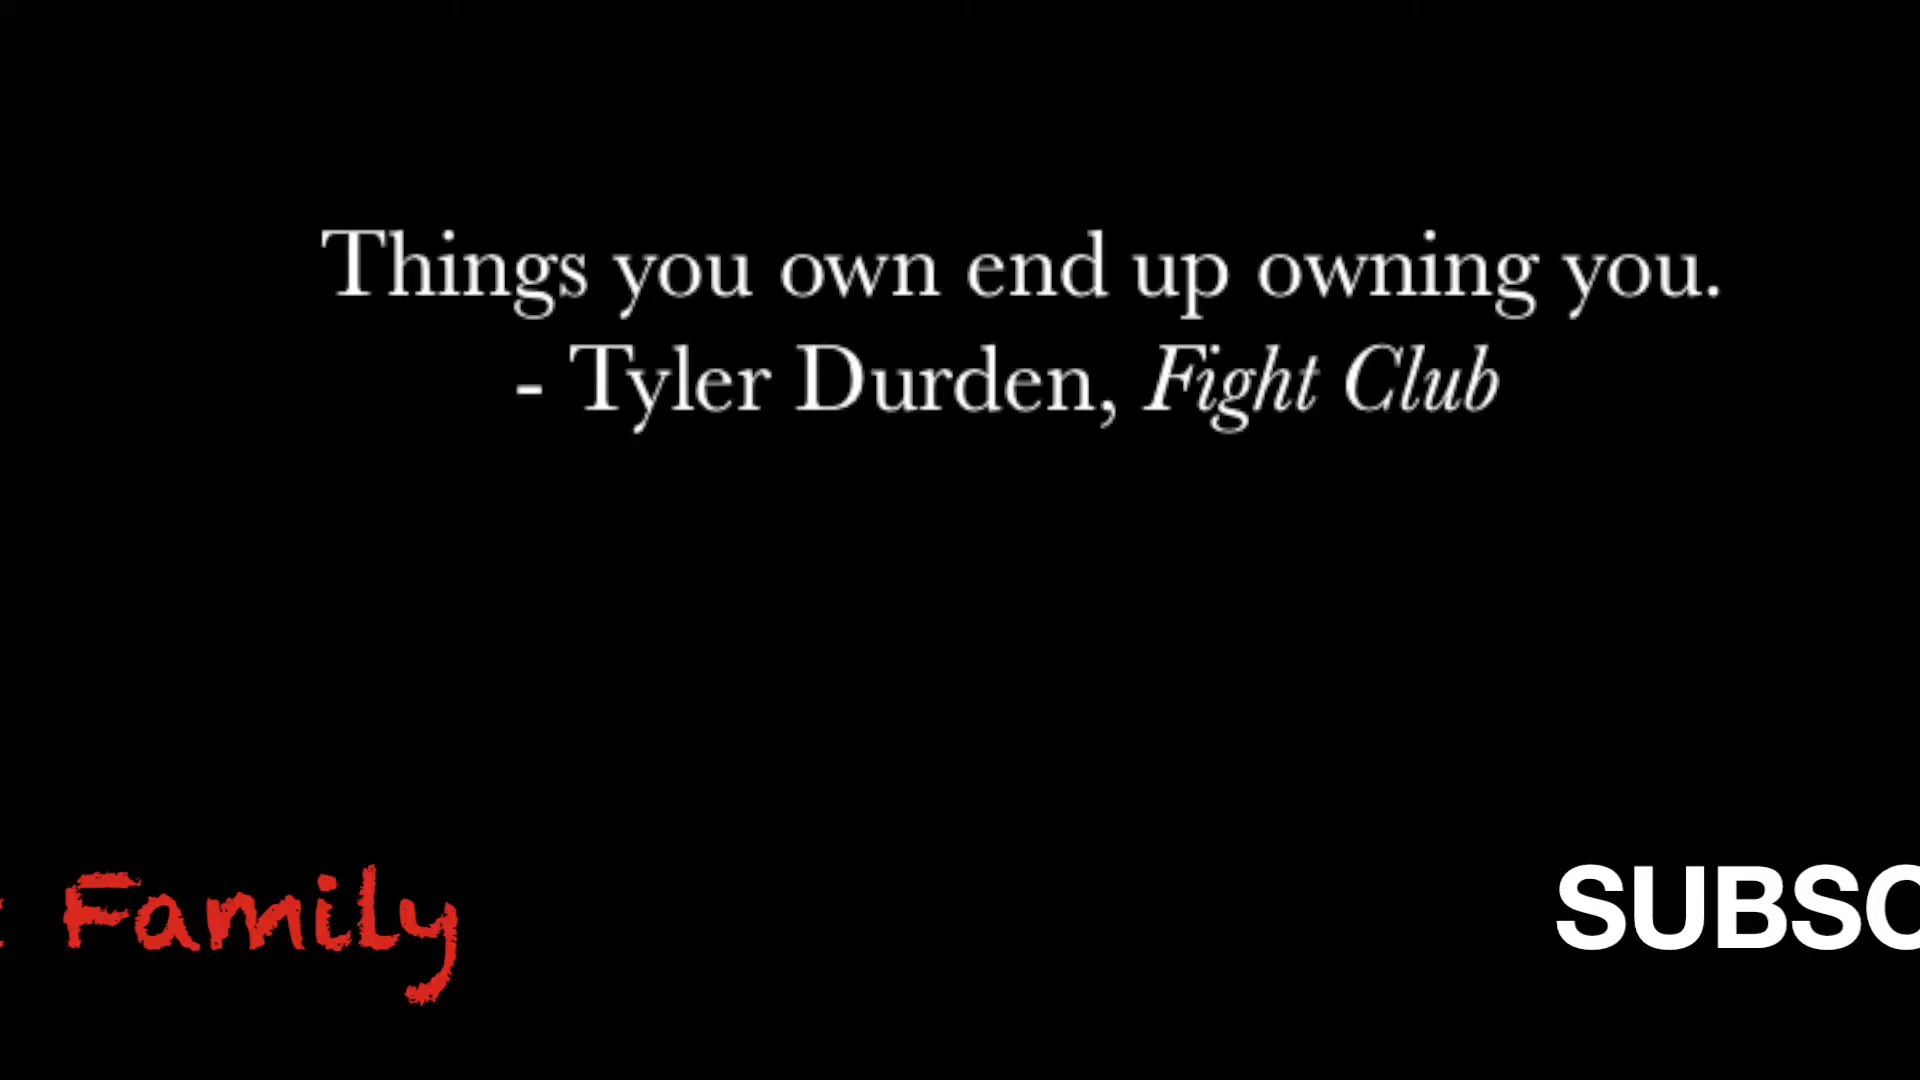 Things you own end up owning you.
- Tyler Durden, Fight Club
Family
SUBSC